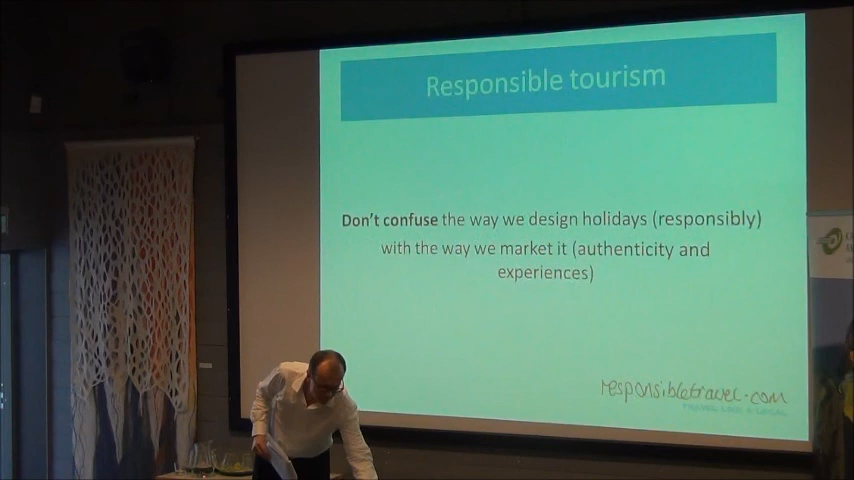 Responsible tourism
Don't confuse the way we design holidays (responsibly)
with the way we market it (authenticity and
experiences)
responsibletravel.com